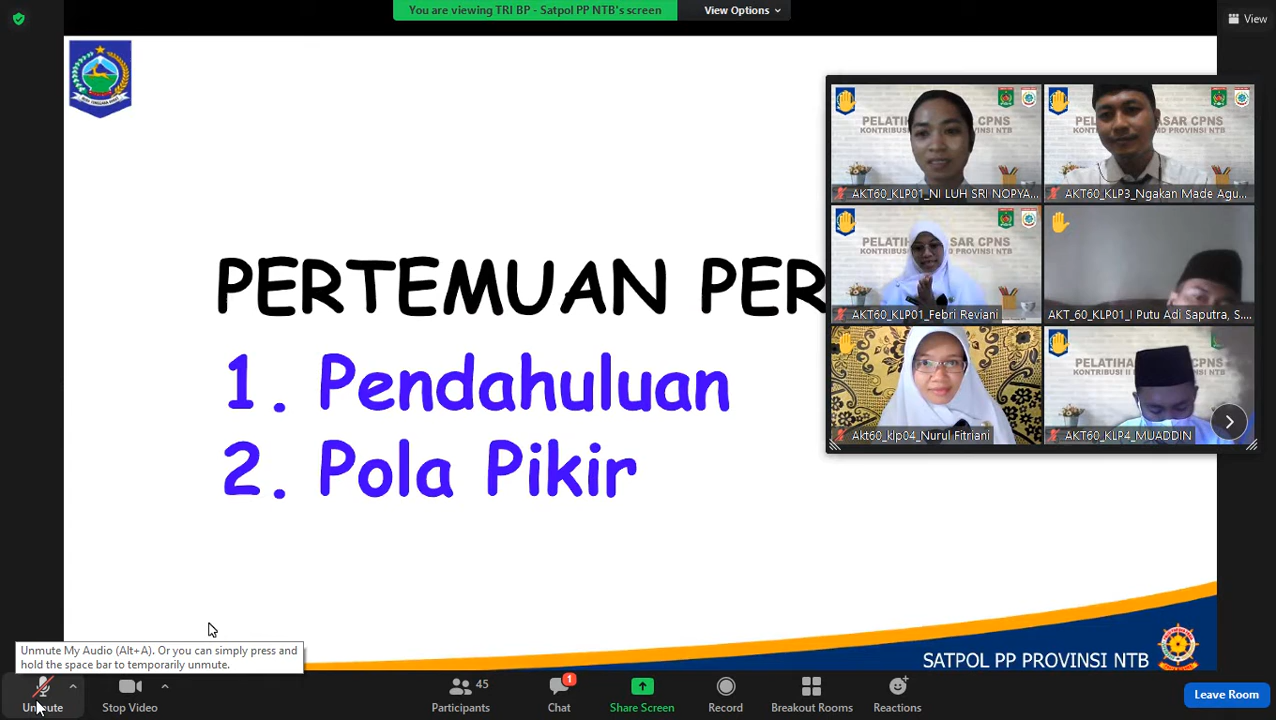 You are viewing TRI BP - Satpol PP NTB's screen
View Options
View
PERTEMUAN PER
1. Pendahuluan
2. Pola Pikir
AKT60_KLP01_NI LUH SRI NOPYA...
AKT60_KLP3_Ngakan Made Agu...
AKT60_KLP01_Febri Reviani
AKT_60_KLP01_I Putu Adi Saputra, S....
Akt60_klp04_Nurul Fitriani
AKT60_KLP4_MUADDIN
SATPOL PP PROVINSI NTB
Unmute My Audio (Alt+A). Or you can simply press and
hold the space bar to temporarily unmute.
Unmute
Stop Video
45
Participants
1
Chat
Share Screen
Record
Breakout Rooms
Reactions
Leave Room